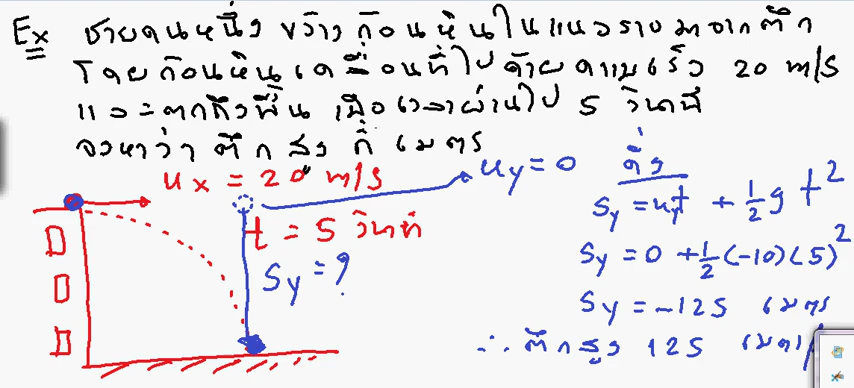 Ex ชายคนหนึ่ง ขว้าง ก้อนหินในแนวราบมาจากตึก
โดยก้อนหินเคลื่อนที่ไปด้วยความเร็ว 20 m/s
และตกถึงพื้น เมื่อเวลาผ่านไป 5 วินาที
จงหาว่า ตึก สูง กี่ เมตร
ux = 20 m/s
uy = 0
t = 5 วินาที
Sy = ?
ดิ่ง
Sy = uyt + 1/2 g t²
Sy = 0 + 1/2 (-10)(5)²
Sy = -125 เมตร
∴ ตึกสูง 125 เมตร